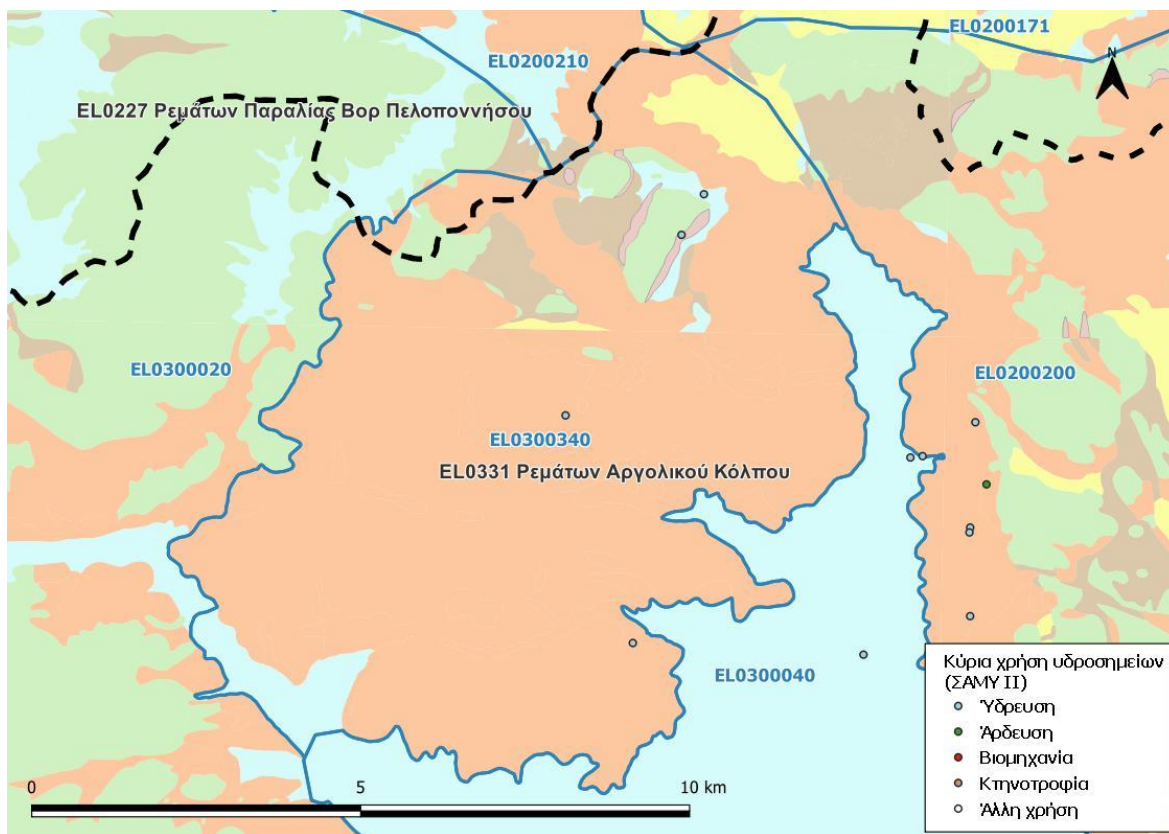 EL0200171
EL0200210
N
EL0227 Ρεμάτων Παραλίας Βορ Πελοποννήσου
EL0300020
EL0200200
EL0300340
EL0331 Ρεμάτων Αργολικού Κόλπου
EL0300040
Κύρια χρήση υδροσημείων
(ΣΑΜΥ ΙΙ)
Ύδρευση
Άρδευση
Βιομηχανία
Κτηνοτροφία
Άλλη χρήση
0 5 10 km